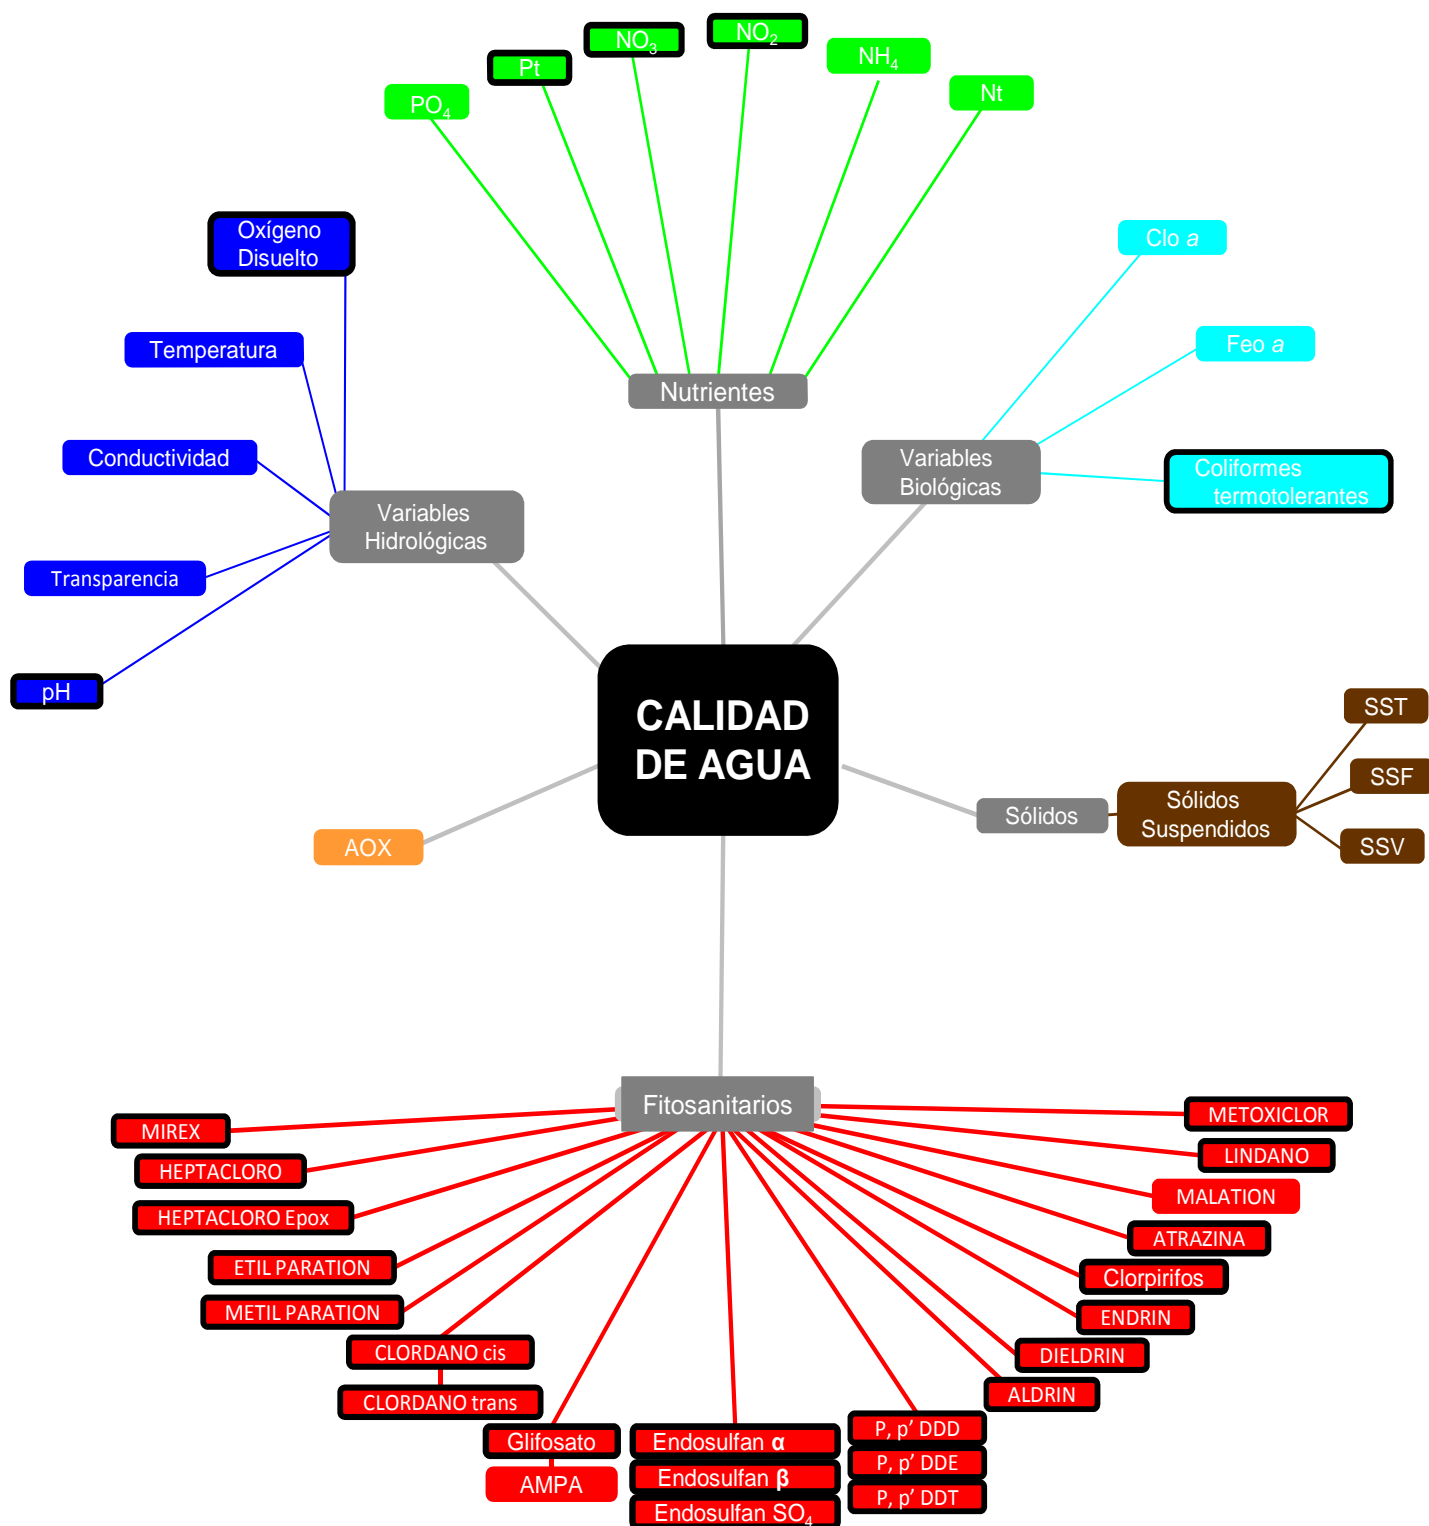 NO₃
NO₂
NH₄
Pt
Nt
PO₄
Oxígeno
Disuelto
Clo a
Temperatura
Feo a
Nutrientes
Conductividad
Variables
Biológicas
Coliformes
termotolerantes
Variables
Hidrológicas
Transparencia
pH
CALIDAD
DE AGUA
SST
SSF
Sólidos
Sólidos
Suspendidos
SSV
AOX
Fitosanitarios
MIREX
HEPTACLORO
HEPTACLORO Epox
ETIL PARATION
METIL PARATION
CLORDANO cis
CLORDANO trans
Glifosato
AMPA
Endosulfan α
Endosulfan β
Endosulfan SO₄
P, p’ DDD
P, p’ DDE
P, p’ DDT
METOXICLOR
LINDANO
MALATION
ATRAZINA
Clorpirifos
ENDRIN
DIELDRIN
ALDRIN